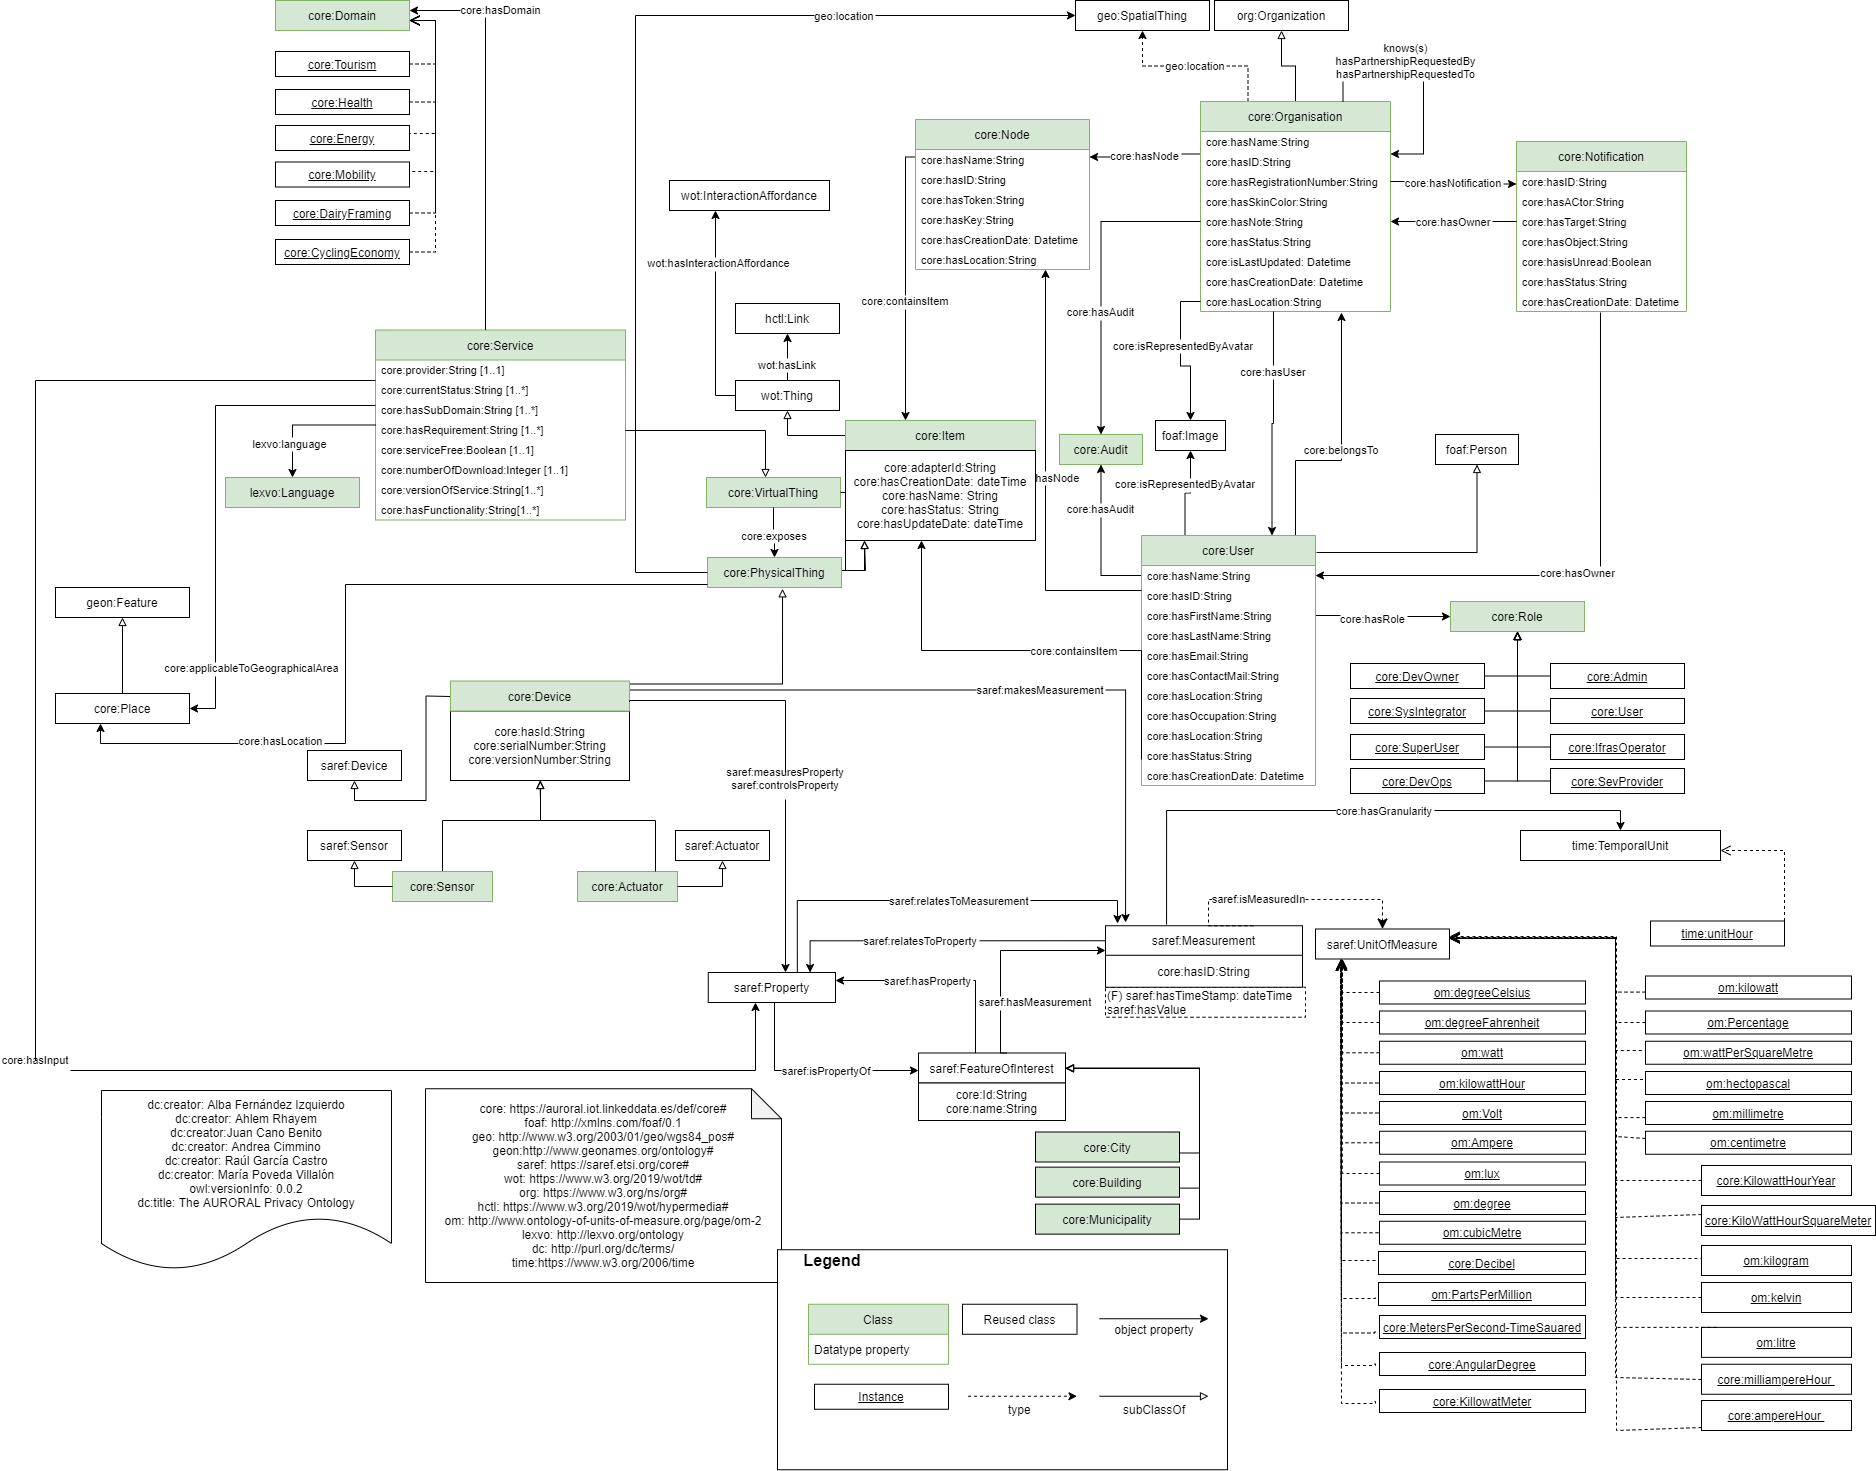 core:Domain
core:hasDomain
core:Tourism
core:Health
core:Energy
core:Mobility
core:DairyFraming
core:CyclingEconomy
geo:location
geo:SpatialThing
org:Organization
geo:location
knows(s)
hasPartnershipRequestedBy
hasPartnershipRequestedTo
core:Node
core:hasName:String
core:hasID:String
core:hasToken:String
core:hasKey:String
core:hasCreationDate: Datetime
core:hasLocation:String
core:hasNode
core:Organisation
core:hasName:String
core:hasID:String
core:hasRegistrationNumber:String
core:hasSkinColor:String
core:hasNote:String
core:hasStatus:String
core:isLastUpdated: Datetime
core:hasCreationDate: Datetime
core:hasLocation:String
core:hasNotification
core:hasOwner
core:Notification
core:hasID:String
core:hasACtor:String
core:hasTarget:String
core:hasObject:String
core:hasisUnread:Boolean
core:hasStatus:String
core:hasCreationDate: Datetime
wot:InteractionAffordance
wot:hasInteractionAffordance
hctl:Link
wot:hasLink
wot:Thing
core:containsItem
core:hasAudit
core:isRepresentedByAvatar
core:hasUser
core:Service
core:provider:String [1..1]
core:currentStatus:String [1..*]
core:hasSubDomain:String [1..*]
core:hasRequirement:String [1..*]
core:serviceFree:Boolean [1..1]
core:numberOfDownload:Integer [1..1]
core:versionOfService:String[1..*]
core:hasFunctionality:String[1..*]
lexvo:language
lexvo:Language
core:Item
core:adapterId:String
core:hasCreationDate: dateTime
core:hasName: String
core:hasStatus: String
core:hasUpdateDate: dateTime
core:VirtualThing
core:exposes
core:PhysicalThing
core:Audit
foaf:Image
hasNode
core:isRepresentedByAvatar
core:hasAudit
core:belongsTo
foaf:Person
core:User
core:hasName:String
core:hasID:String
core:hasFirstName:String
core:hasLastName:String
core:hasEmail:String
core:hasContactMail:String
core:hasLocation:String
core:hasOccupation:String
core:hasLocation:String
core:hasStatus:String
core:hasCreationDate: Datetime
core:hasOwner
core:hasRole
core:Role
core:DevOwner
core:Admin
core:SysIntegrator
core:User
core:SuperUser
core:IfrasOperator
core:DevOps
core:SevProvider
geon:Feature
core:applicableToGeographicalArea
core:Place
core:hasLocation
core:containsItem
core:Device
core:hasId:String
core:serialNumber:String
core:versionNumber:String
saref:makesMeasurement
saref:Device
saref:measuresProperty
saref:controlsProperty
saref:Sensor
core:Sensor
core:Actuator
saref:Actuator
core:hasGranularity
time:TemporalUnit
time:unitHour
saref:relatesToMeasurement
saref:isMeasuredIn
saref:relatesToProperty
saref:Measurement
core:hasID:String
(F) saref:hasTimeStamp: dateTime
saref:hasValue
saref:UnitOfMeasure
saref:Property
saref:hasProperty
saref:hasMeasurement
core:hasInput
saref:isPropertyOf
saref:FeatureOfInterest
core:Id:String
core:name:String
core:City
core:Building
core:Municipality
om:degreeCelsius
om:degreeFahrenheit
om:watt
om:kilowattHour
om:Volt
om:Ampere
om:lux
om:degree
om:cubicMetre
core:Decibel
om:PartsPerMillion
core:MetersPerSecond-TimeSauared
core:AngularDegree
core:KillowatMeter
om:kilowatt
om:Percentage
om:wattPerSquareMetre
om:hectopascal
om:millimetre
om:centimetre
core:KilowattHourYear
core:KiloWattHourSquareMeter
om:kilogram
om:kelvin
om:litre
core:milliampereHour
core:ampereHour
dc:creator: Alba Fernández Izquierdo
dc:creator: Ahlem Rhayem
dc:creator:Juan Cano Benito
dc:creator: Andrea Cimmino
dc:creator: Raúl García Castro
dc:creator: María Poveda Villalón
owl:versionInfo: 0.0.2
dc:title: The AURORAL Privacy Ontology
core: https://auroral.iot.linkeddata.es/def/core#
foaf: http://xmlns.com/foaf/0.1
geo: http://www.w3.org/2003/01/geo/wgs84_pos#
geon:http://www.geonames.org/ontology#
saref: https://saref.etsi.org/core#
wot: https://www.w3.org/2019/wot/td#
org: https://www.w3.org/ns/org#
hctl: https://www.w3.org/2019/wot/hypermedia#
om: http://www.ontology-of-units-of-measure.org/page/om-2
lexvo: http://lexvo.org/ontology
dc: http://purl.org/dc/terms/
time:https://www.w3.org/2006/time
Legend
Class
Datatype property
Reused class
object property
Instance
type
subClassOf